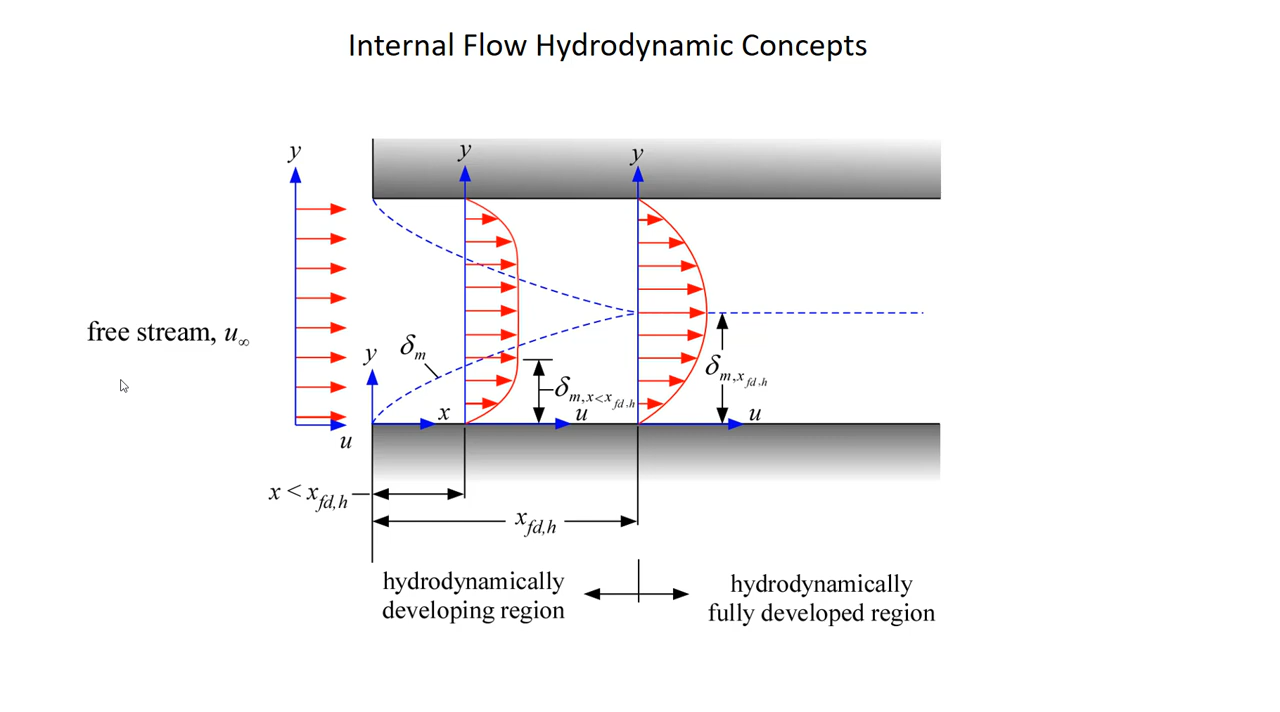 Internal Flow Hydrodynamic Concepts
y
y
y
free stream, u∞
y
δm
x
u
δm,x<xfd,h
u
δm,xfd,h
u
x < xfd,h
xfd,h
hydrodynamically
developing region
hydrodynamically
fully developed region